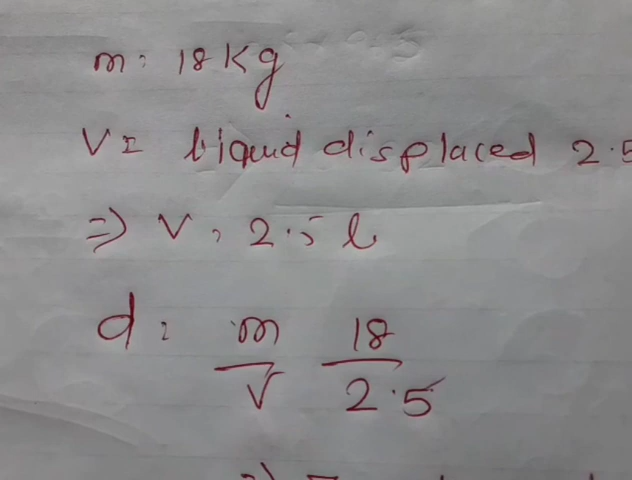 m = 18 Kg
V = liquid displaced 2.5
=> V = 2.5 l
d = m/V 18/2.5